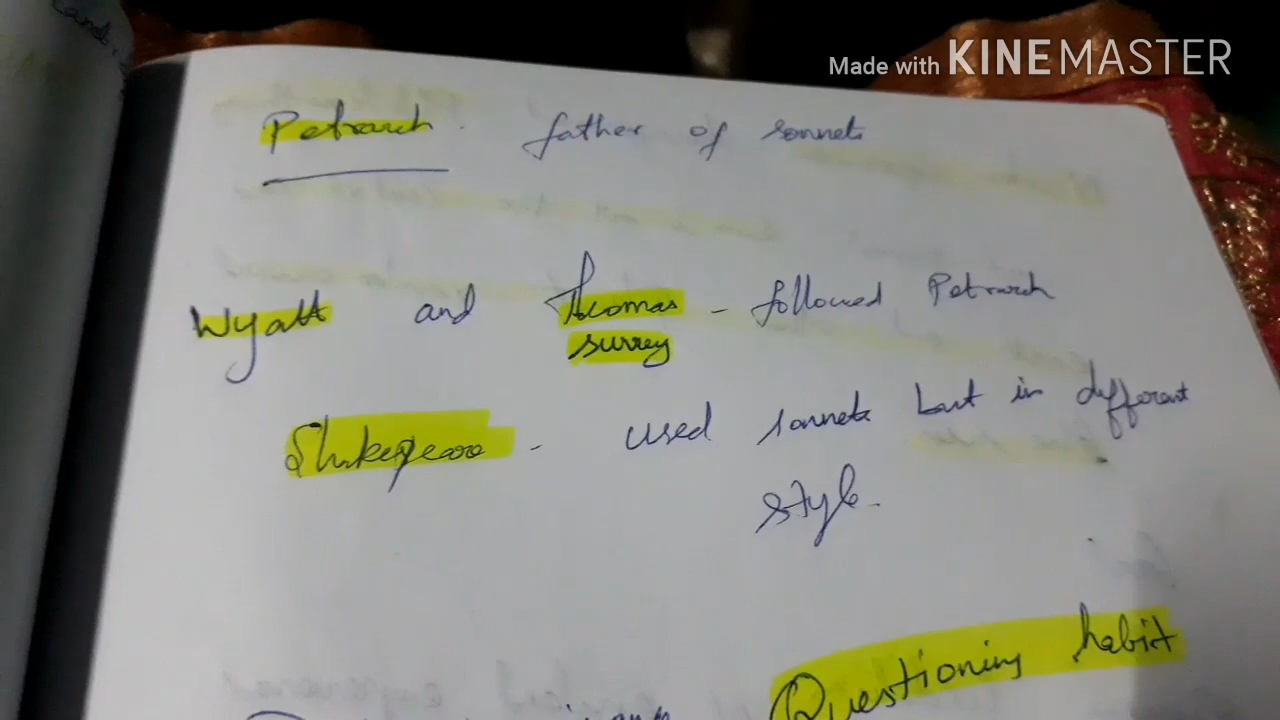 Made with KINEMASTER
Petrarch. father of sonnets
Wyatt and Thomas - followed Petrarch
surrey
Shakespeare - used sonnets but in different
style.
Questioning habit